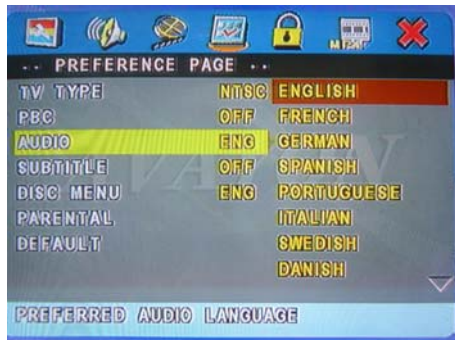 -- PREFERENCE PAGE --
TV TYPE NTSC ENGLISH
PBC OFF FRENCH
AUDIO ENG GERMAN
SUBTITLE OFF SPANISH
DISC MENU ENG PORTUGUESE
PARENTAL ITALIAN
DEFAULT SWEDISH
DANISH
PREFERRED AUDIO LANGUAGE